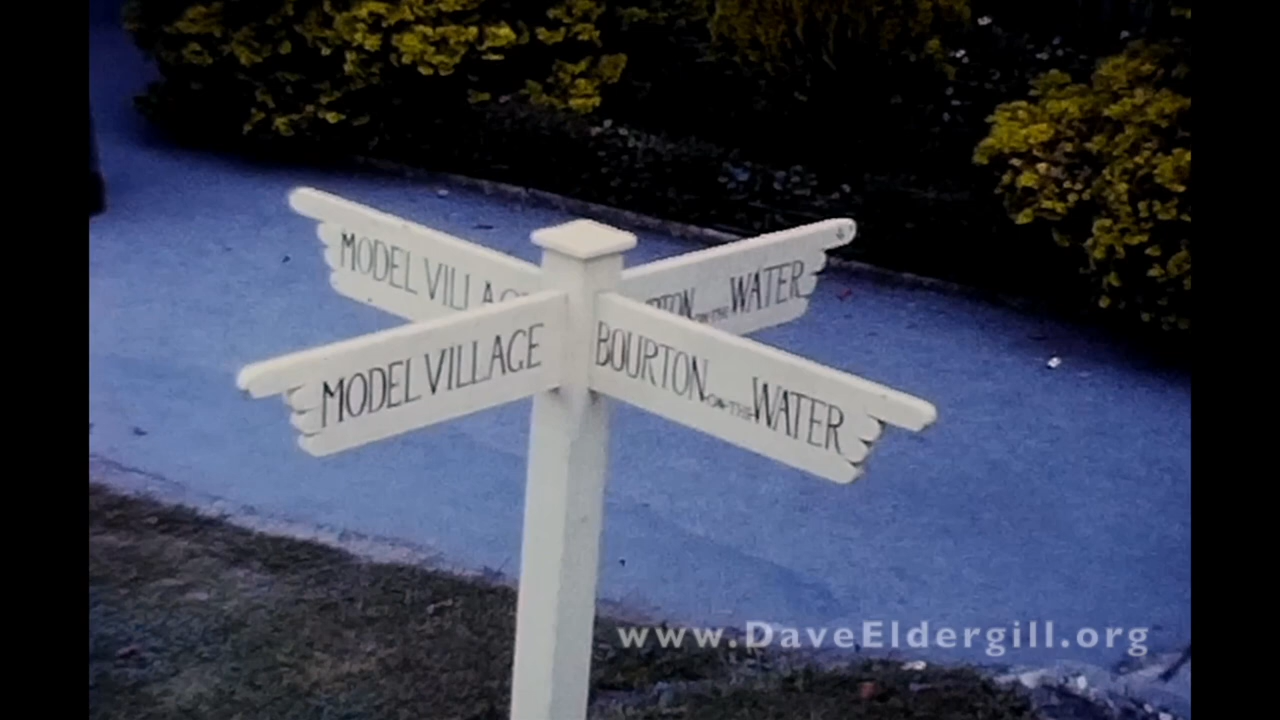 MODEL VILLAGE
WATER
MODEL VILLAGE
BOURTON ON THE WATER
www.DaveEldergill.org